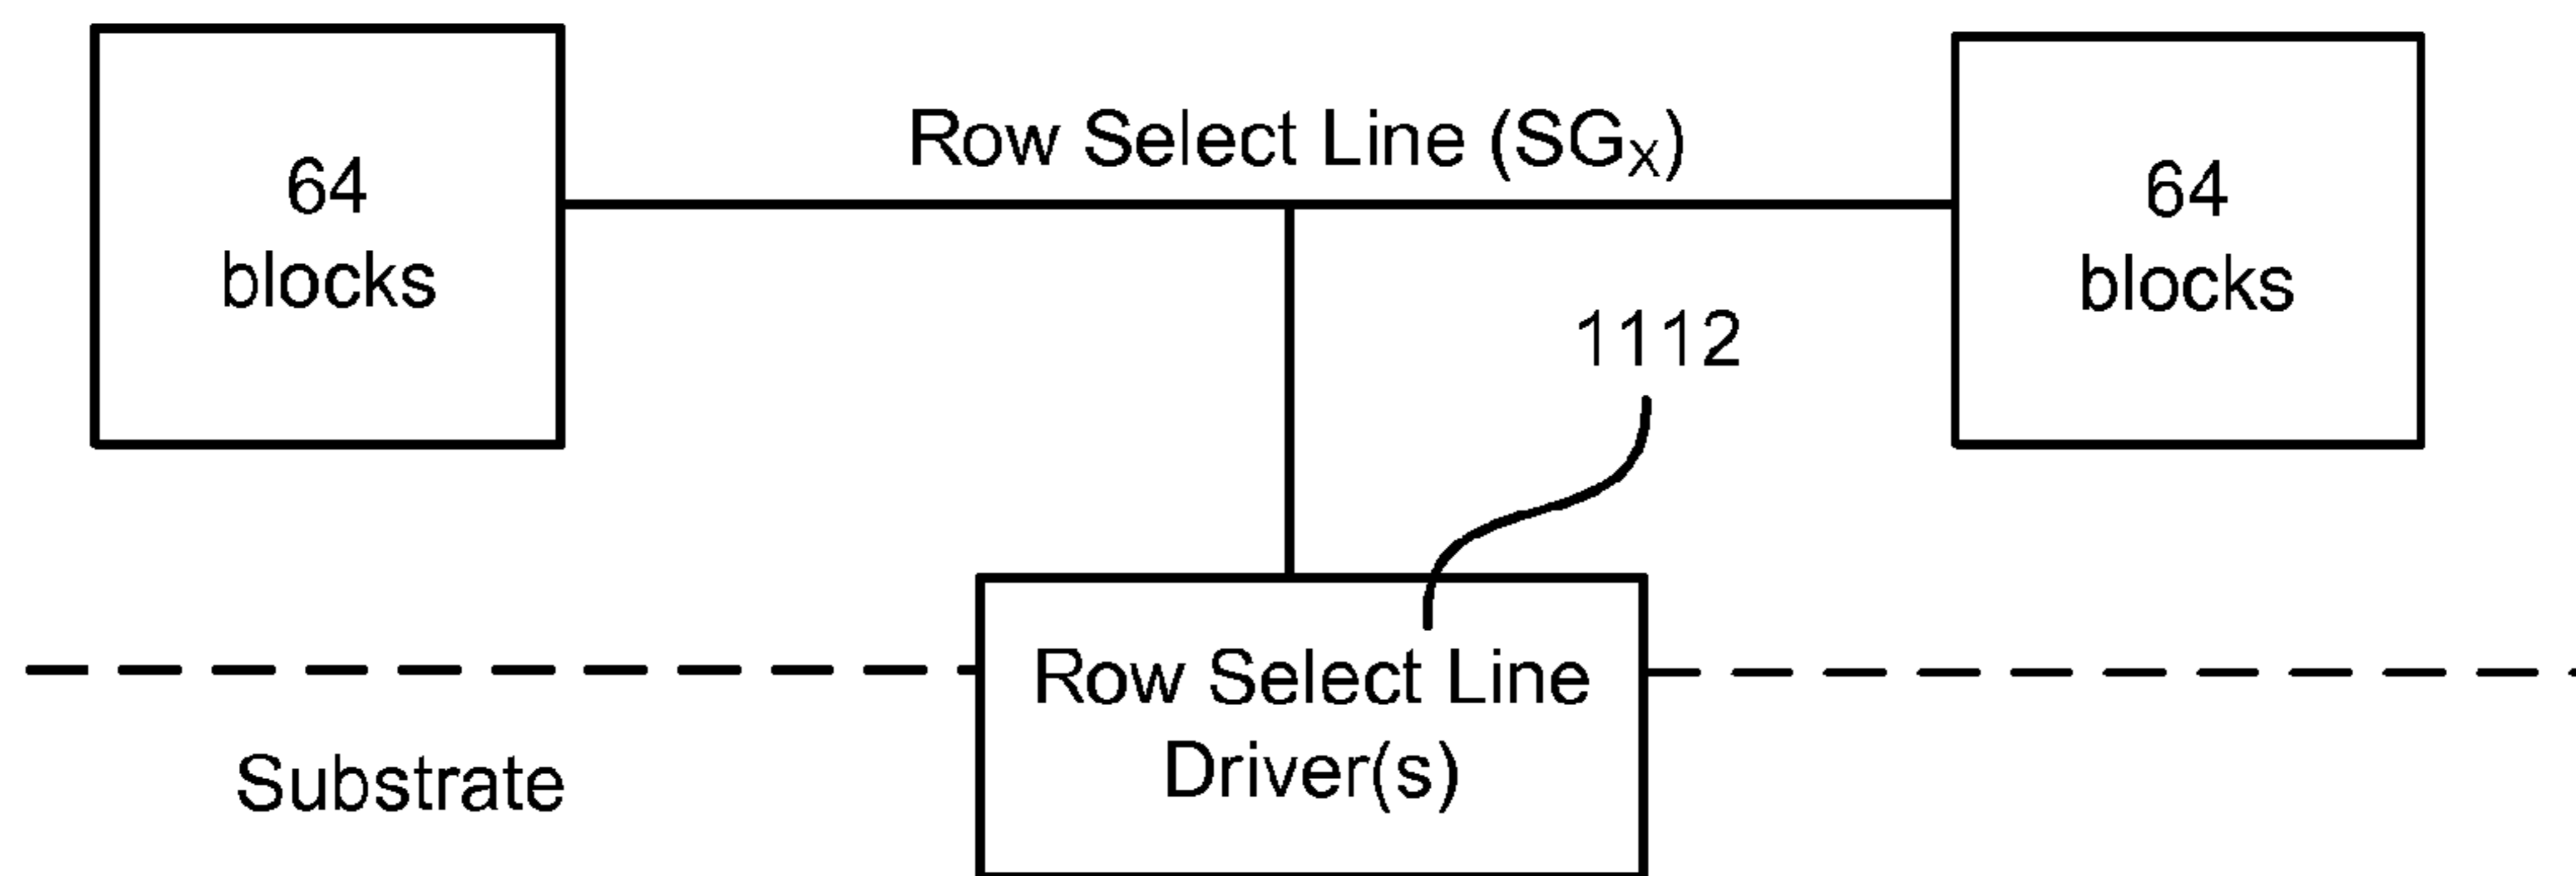 64
blocks
Row Select Line (SGX)
64
blocks
1112
Row Select Line
Driver(s)
Substrate